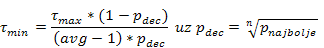 τ_min = (τ_max * (1 − p_dec)) / ((avg − 1) * p_dec) uz p_dec = ⁿ√p_najbolje